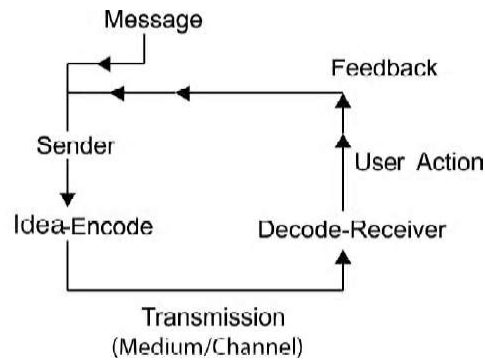 Message
Feedback
Sender
User Action
Idea-Encode
Decode-Receiver
Transmission
(Medium/Channel)